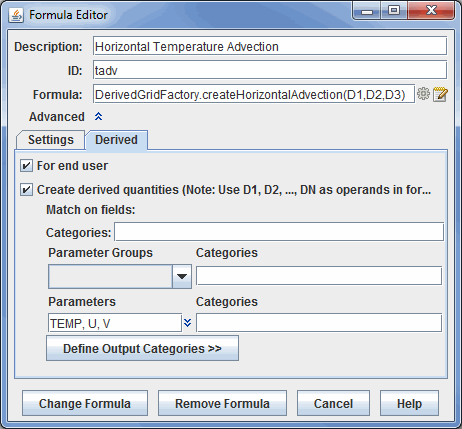 Formula Editor
Description: Horizontal Temperature Advection
ID: tadv
Formula: DerivedGridFactory.createHorizontalAdvection(D1,D2,D3)
Advanced
Settings Derived
For end user
Create derived quantities (Note: Use D1, D2, ..., DN as operands in for...
Match on fields:
Categories:
Parameter Groups Categories
Parameters Categories
TEMP, U, V
Define Output Categories >>
Change Formula Remove Formula Cancel Help